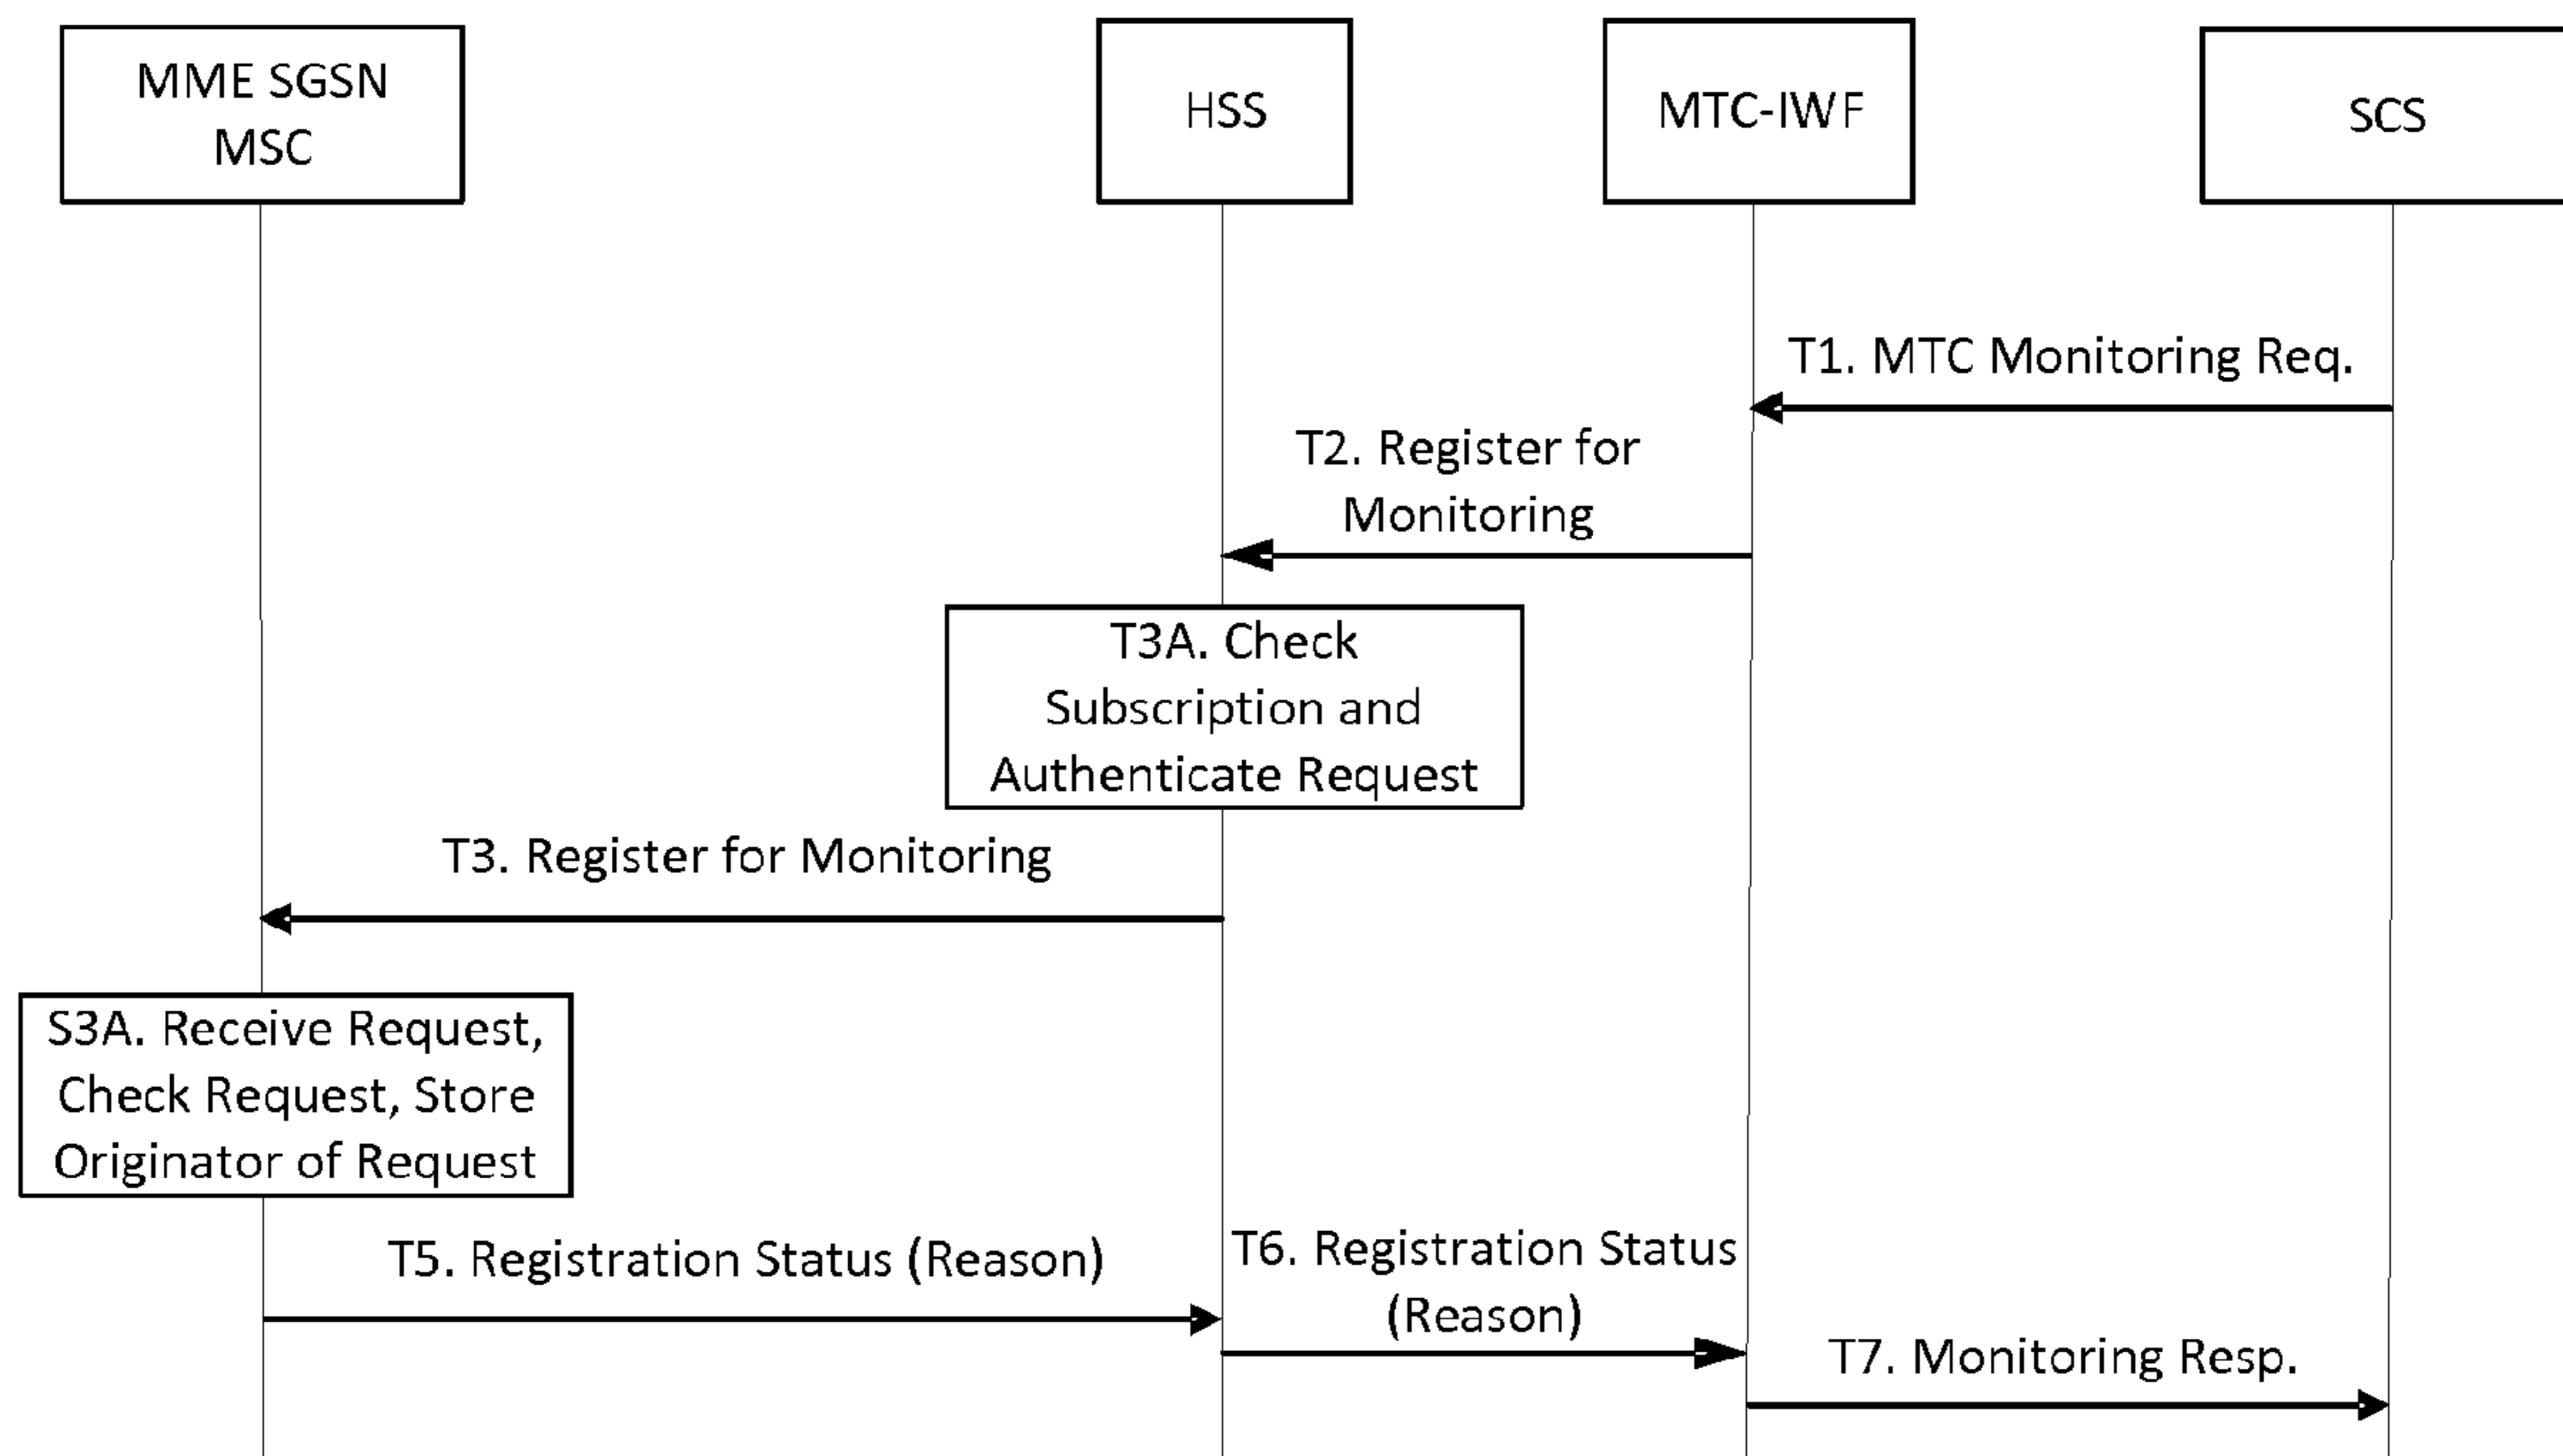 MME SGSN
MSC
HSS
MTC-IWF
SCS
T1. MTC Monitoring Req.
T2. Register for
Monitoring
T3A. Check
Subscription and
Authenticate Request
T3. Register for Monitoring
S3A. Receive Request,
Check Request, Store
Originator of Request
T5. Registration Status (Reason)
T6. Registration Status
(Reason)
T7. Monitoring Resp.